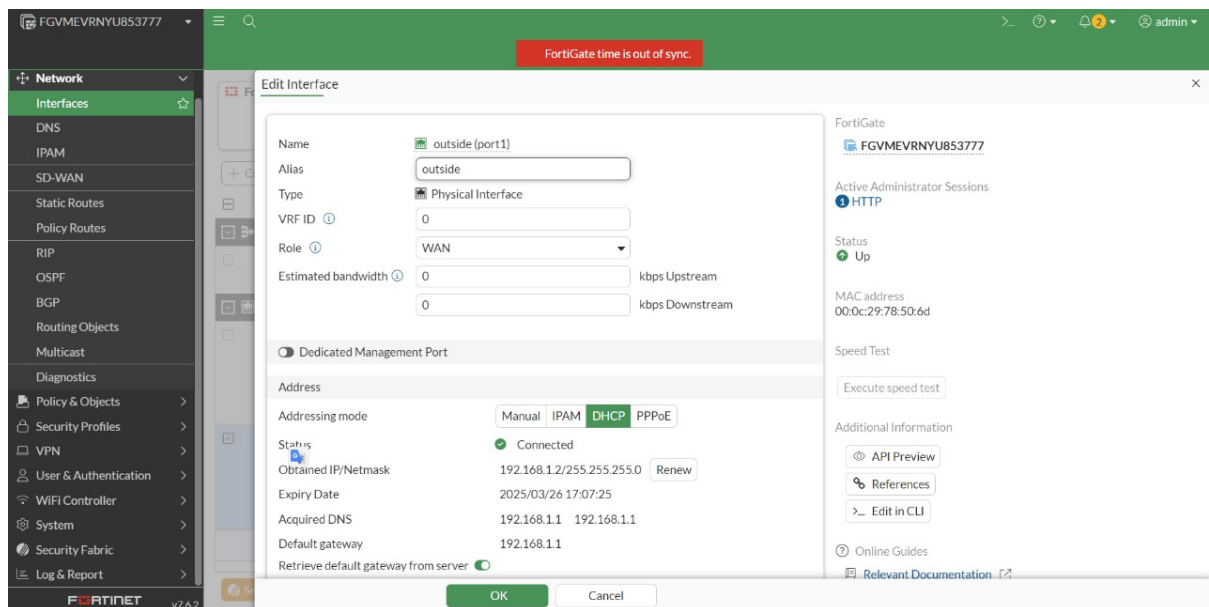 FGVMEVRNYU853777
2
admin
FortiGate time is out of sync.
Network
Interfaces
DNS
IPAM
SD-WAN
Static Routes
Policy Routes
RIP
OSPF
BGP
Routing Objects
Multicast
Diagnostics
Policy & Objects
Security Profiles
VPN
User & Authentication
WiFi Controller
System
Security Fabric
Log & Report
FORTINET
v7.6.2
Edit Interface
Name
outside (port1)
Alias
outside
Type
Physical Interface
VRF ID
0
Role
WAN
Estimated bandwidth
0
kbps Upstream
0
kbps Downstream
Dedicated Management Port
Address
Addressing mode
Manual IPAM DHCP PPPoE
Status
Connected
Obtained IP/Netmask
192.168.1.2/255.255.255.0
Renew
Expiry Date
2025/03/26 17:07:25
Acquired DNS
192.168.1.1 192.168.1.1
Default gateway
192.168.1.1
Retrieve default gateway from server
OK
Cancel
FortiGate
FGVMEVRNYU853777
Active Administrator Sessions
1 HTTP
Status
Up
MAC address
00:0c:29:78:50:6d
Speed Test
Execute speed test
Additional Information
API Preview
References
>_ Edit in CLI
Online Guides
Relevant Documentation